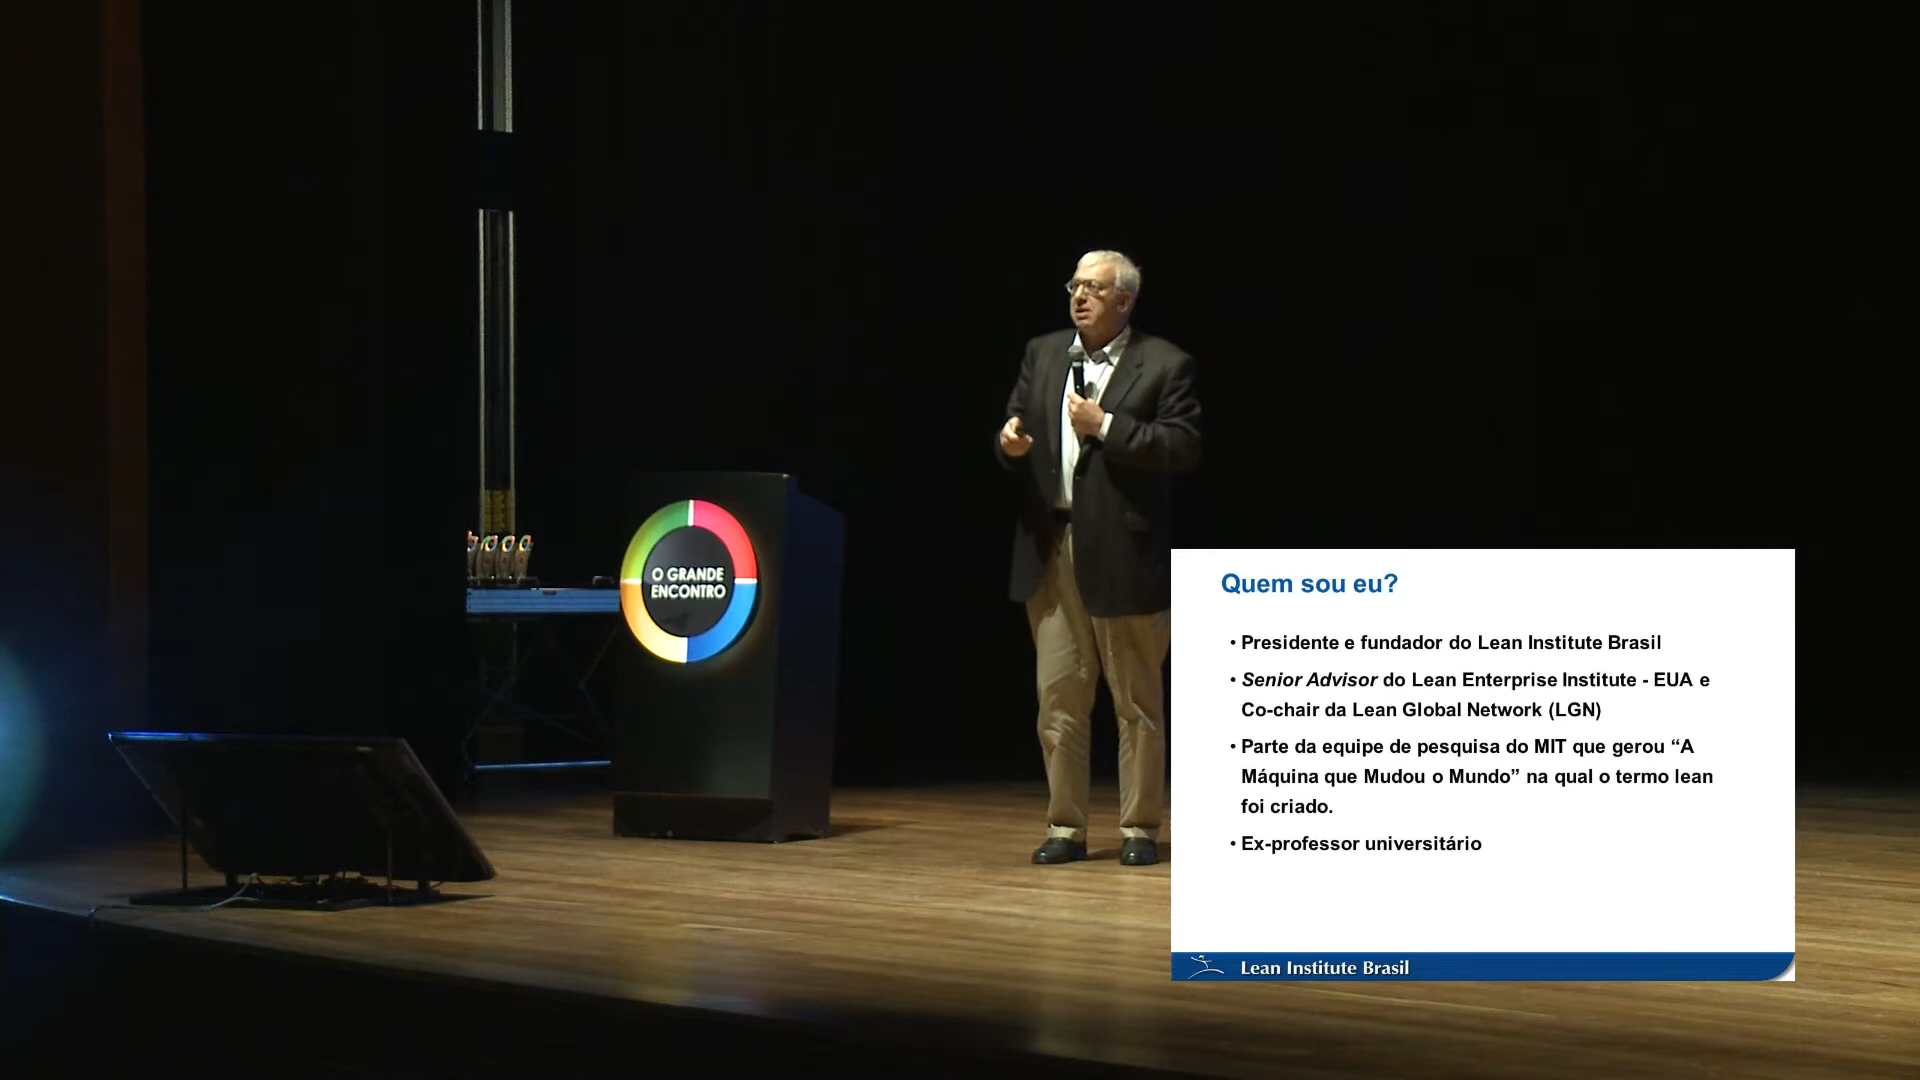 O GRANDE
ENCONTRO
Quem sou eu?
• Presidente e fundador do Lean Institute Brasil
• Senior Advisor do Lean Enterprise Institute - EUA e
Co-chair da Lean Global Network (LGN)
• Parte da equipe de pesquisa do MIT que gerou “A
Máquina que Mudou o Mundo” na qual o termo lean
foi criado.
• Ex-professor universitário
Lean Institute Brasil